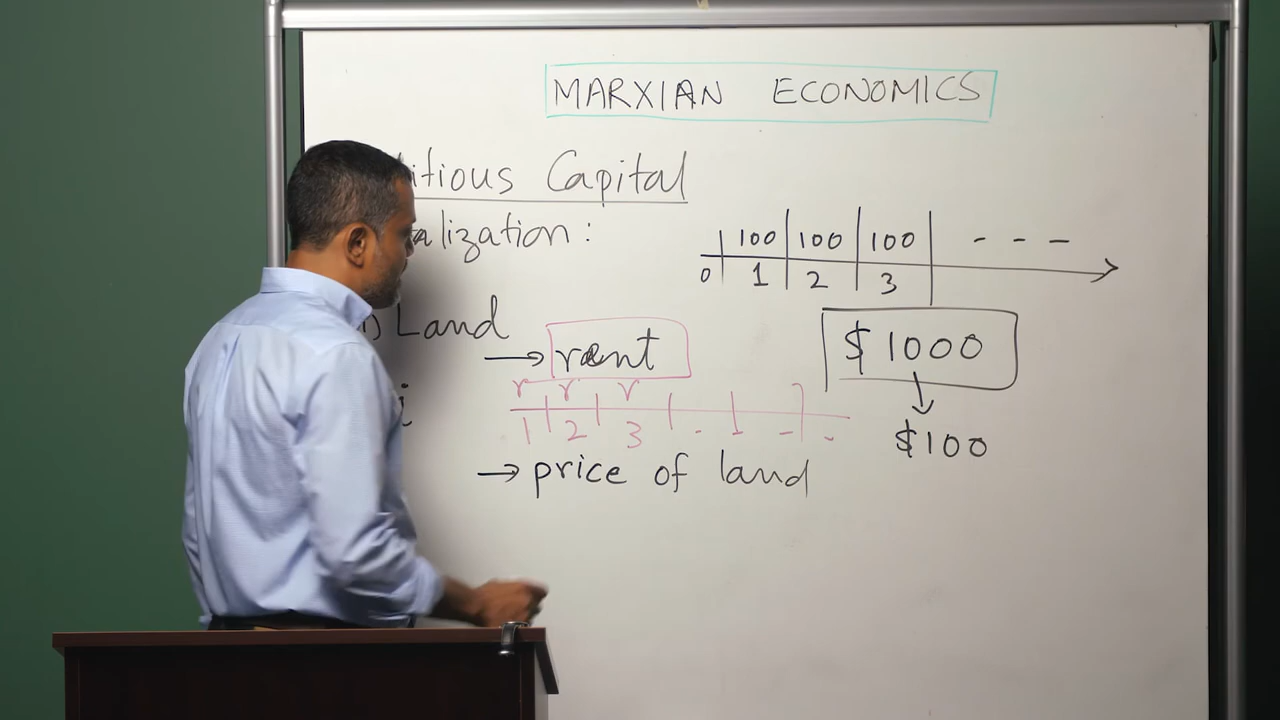 MARXIAN ECONOMICS
itious Capital
alization:
100 100 100 - - -
0 1 2 3
) Land
→ rent
$1000
r r r
1 2 3
i
$100
→ price of land